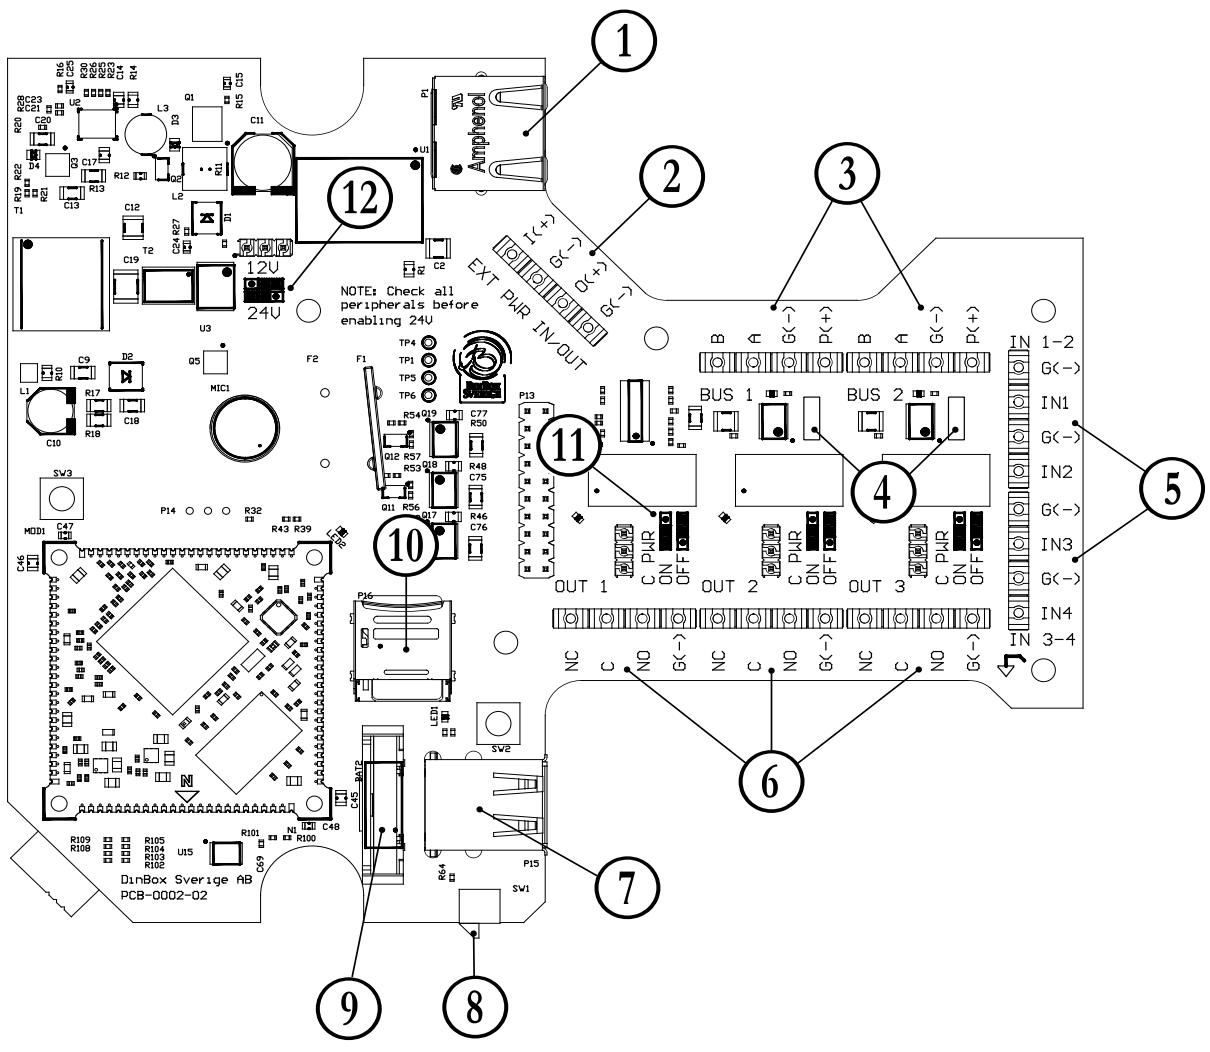 1
2
3
12
11
4
5
10
6
7
9
8
R16
C25
R30
R26
R25
R23
C14
R14
R28
C23
C21
U2
R20
C20
L3
D3
Q1
C15
R15
C11
P1
Amphenol
U1
D4
Q3
C17
R12
Q2
R11
L2
R22
R19
R21
R13
C13
T1
C12
R27
D1
C24
T2
C19
12V
24V
U3
R1
C2
NOTE: Check all
peripherals before
enabling 24V
I(+)
G(-)
O(+)
G(-)
EXT PWR IN/OUT
TP4
TP1
TP5
TP6
DinBox
SVERIGE
B
A
G(-)
P(+)
B
A
G(-)
P(+)
BUS 1
BUS 2
IN 1-2
G(-)
IN1
G(-)
IN2
G(-)
IN3
G(-)
IN4
IN 3-4
L1
R10
C9
D2
Q5
F2
F1
MIC1
R17
R18
C18
C10
P13
R54
Q19
C77
R50
Q12
R57
R53
Q18
R48
C75
Q11
R56
Q17
R46
C76
SW3
P14
R32
R43
R39
LED2
MOD1
C47
C46
C PWR
ON
OFF
C PWR
ON
OFF
C PWR
ON
OFF
OUT 1
OUT 2
OUT 3
NC
C
NO
G(-)
NC
C
NO
G(-)
NC
C
NO
G(-)
P16
LED1
SW2
BAT2
C45
N
N1
C48
R101
R100
R109
R108
R105
R104
R103
R102
U15
C69
R64
P15
SW1
DinBox Sverige AB
PCB-0002-02